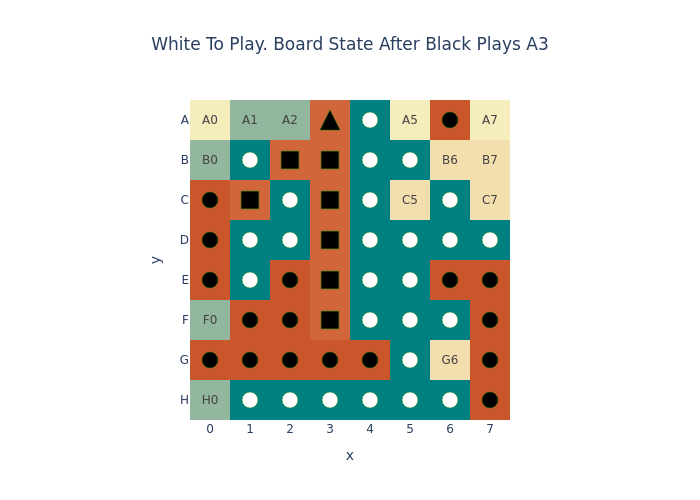 White To Play. Board State After Black Plays A3
A A0 A1 A2 A5 A7
B B0 B6 B7
C C5 C7
D
E
F F0
G G6
H H0
0 1 2 3 4 5 6 7
x
y